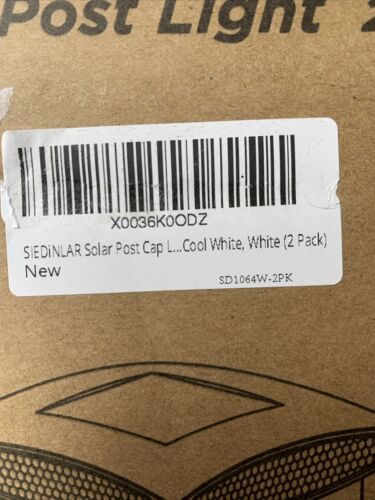 Post Light
X0036K0ODZ
SIEDiNLAR Solar Post Cap L...Cool White, White (2 Pack)
New
SD1064W-2PK